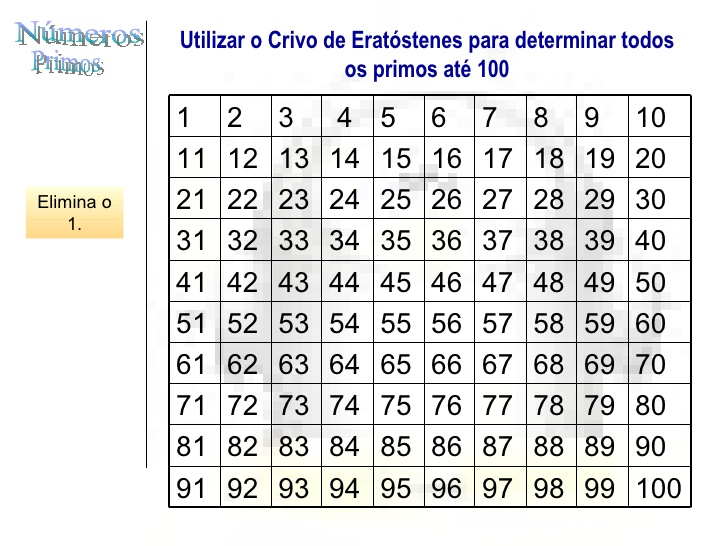 Números
Primos
Utilizar o Crivo de Eratóstenes para determinar todos
os primos até 100
Elimina o
1.
1 2 3 4 5 6 7 8 9 10
11 12 13 14 15 16 17 18 19 20
21 22 23 24 25 26 27 28 29 30
31 32 33 34 35 36 37 38 39 40
41 42 43 44 45 46 47 48 49 50
51 52 53 54 55 56 57 58 59 60
61 62 63 64 65 66 67 68 69 70
71 72 73 74 75 76 77 78 79 80
81 82 83 84 85 86 87 88 89 90
91 92 93 94 95 96 97 98 99 100